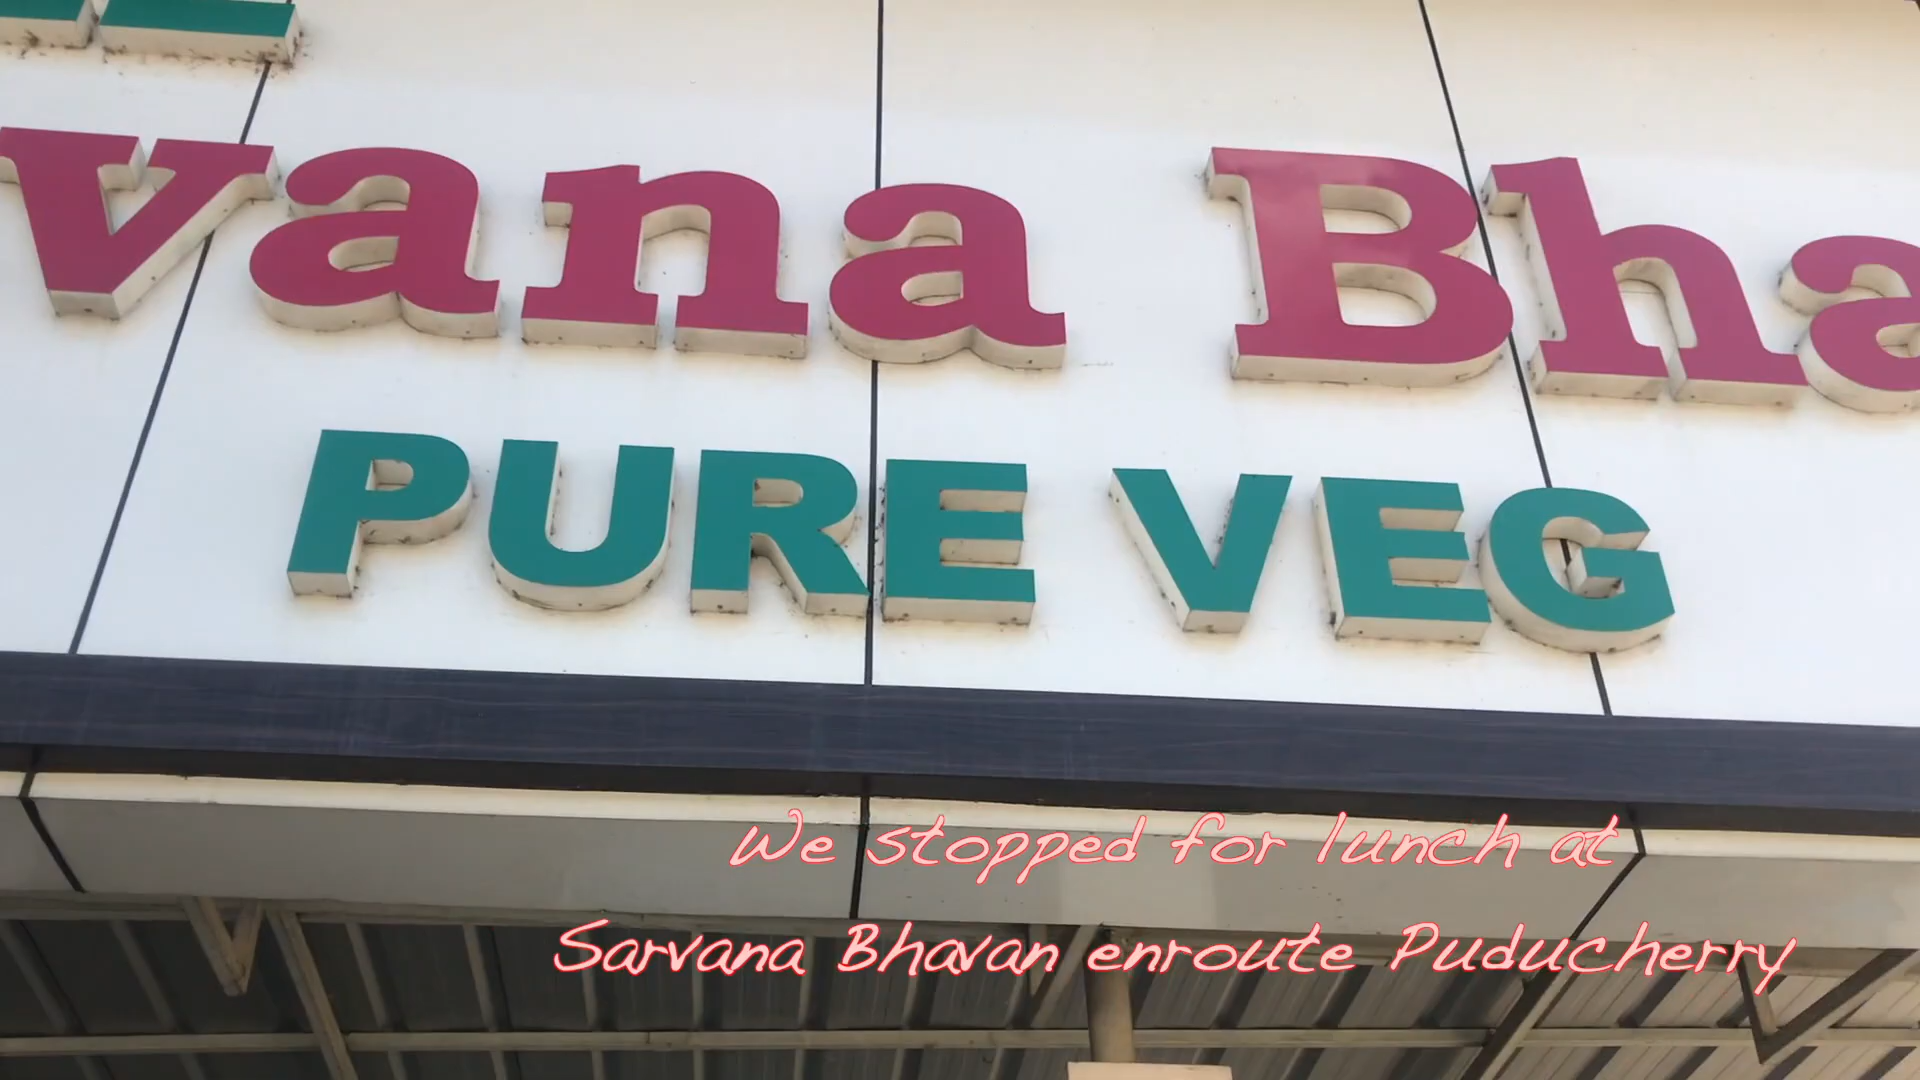 vana Bha
PURE VEG
We stopped for lunch at
Sarvana Bhavan enroute Puducherry